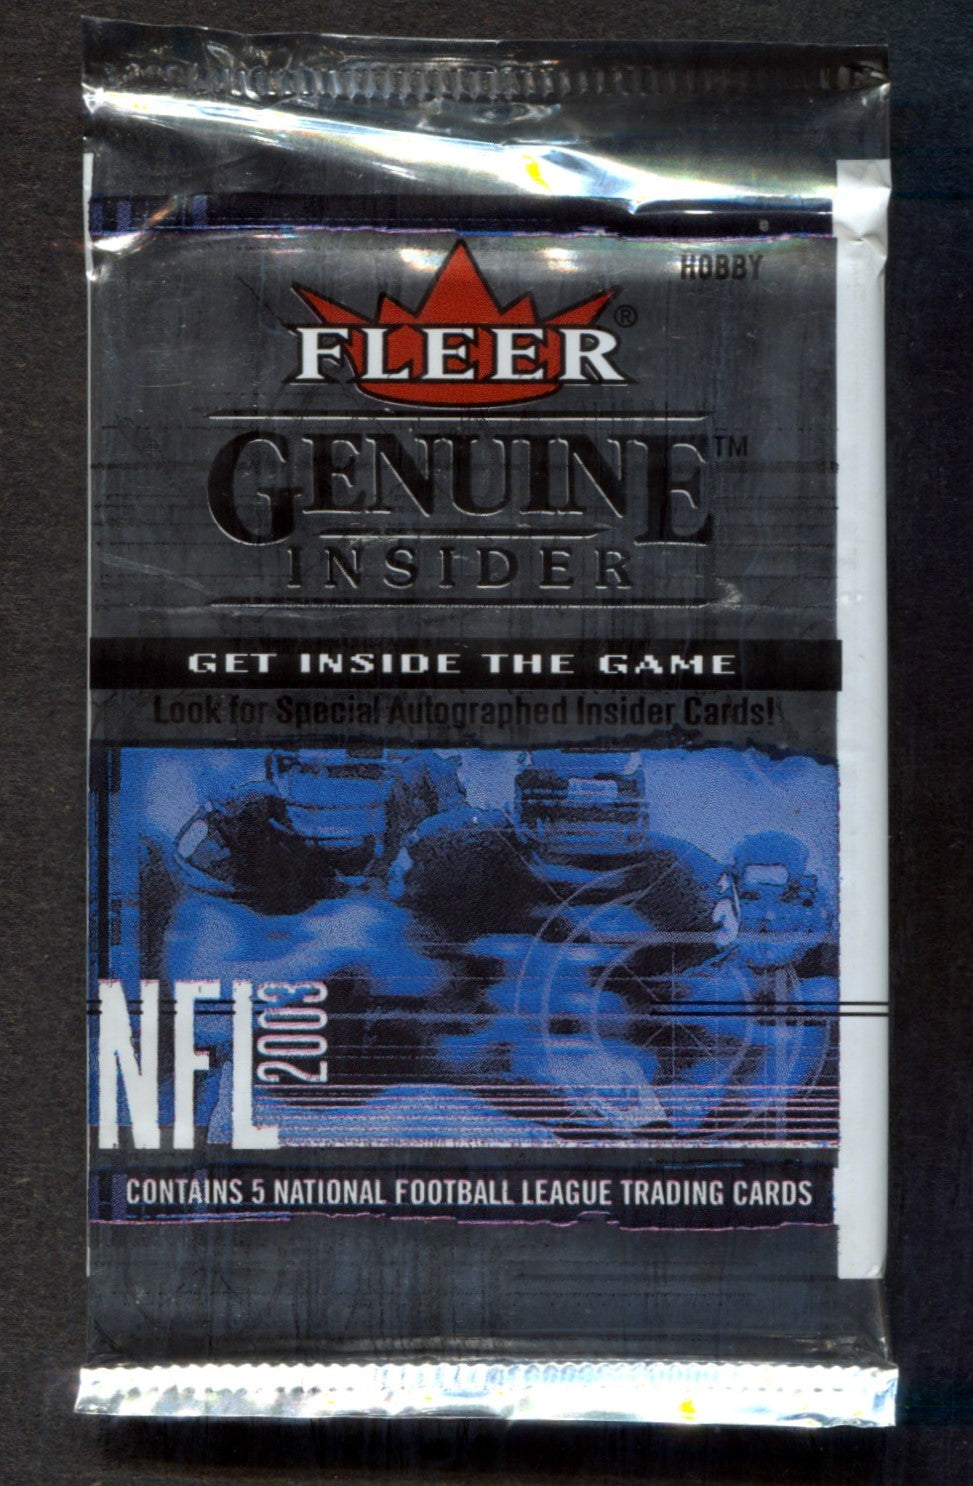 HOBBY
FLEER®
GENUINE™
INSIDER
GET INSIDE THE GAME
Look for Special Autographed Insider Cards!
NFL 2003
CONTAINS 5 NATIONAL FOOTBALL LEAGUE TRADING CARDS